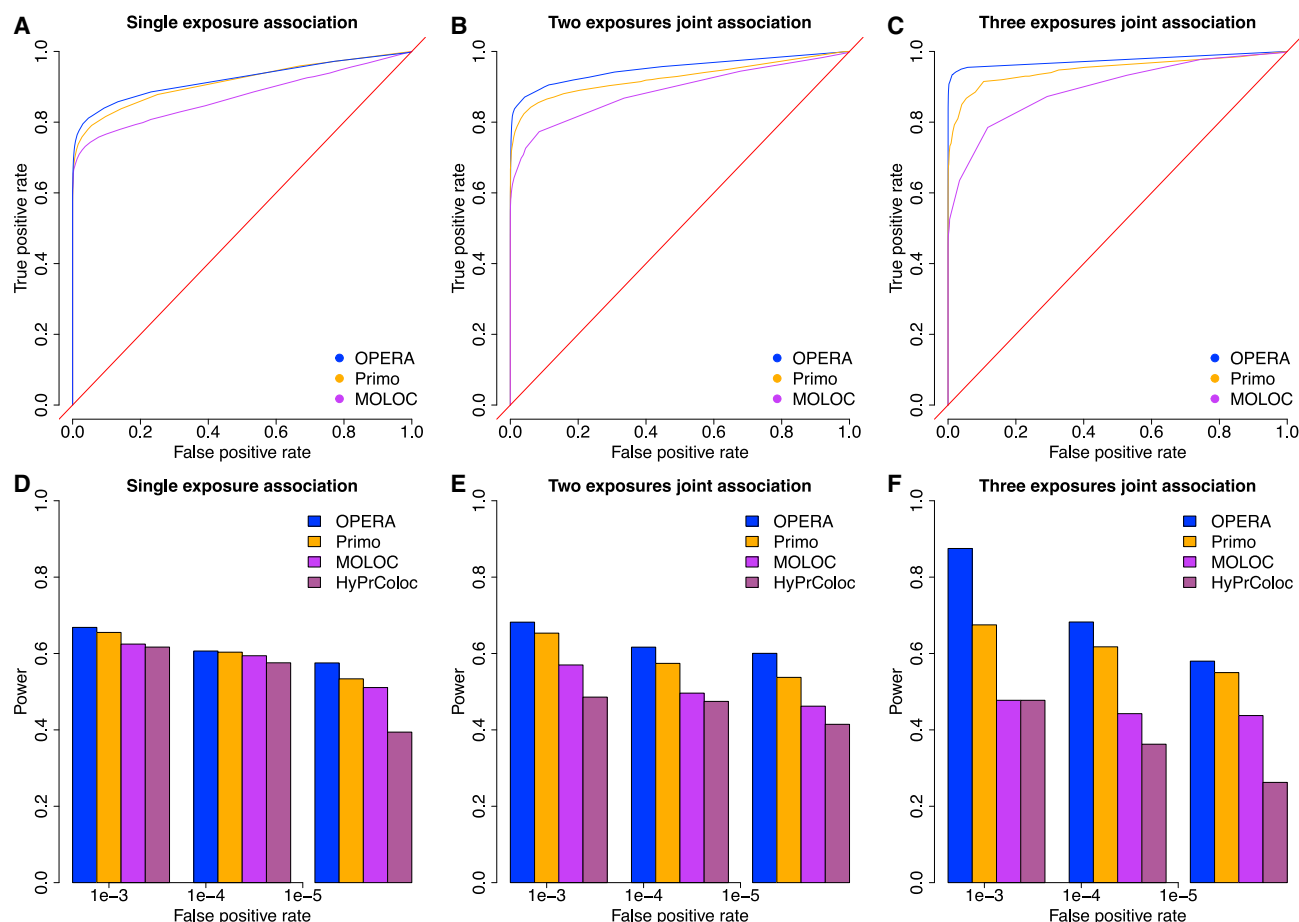 A
Single exposure association
True positive rate
1.0
0.8
0.6
0.4
0.2
0.0
OPERA
Primo
MOLOC
0.0 0.2 0.4 0.6 0.8 1.0
False positive rate
B
Two exposures joint association
True positive rate
1.0
0.8
0.6
0.4
0.2
0.0
OPERA
Primo
MOLOC
0.0 0.2 0.4 0.6 0.8 1.0
False positive rate
C
Three exposures joint association
True positive rate
1.0
0.8
0.6
0.4
0.2
0.0
OPERA
Primo
MOLOC
0.0 0.2 0.4 0.6 0.8 1.0
False positive rate
D
Single exposure association
Power
1.0
0.8
0.6
0.4
0.2
0.0
OPERA
Primo
MOLOC
HyPrColoc
1e−3 1e−4 1e−5
False positive rate
E
Two exposures joint association
Power
1.0
0.8
0.6
0.4
0.2
0.0
OPERA
Primo
MOLOC
HyPrColoc
1e−3 1e−4 1e−5
False positive rate
F
Three exposures joint association
Power
1.0
0.8
0.6
0.4
0.2
0.0
OPERA
Primo
MOLOC
HyPrColoc
1e−3 1e−4 1e−5
False positive rate